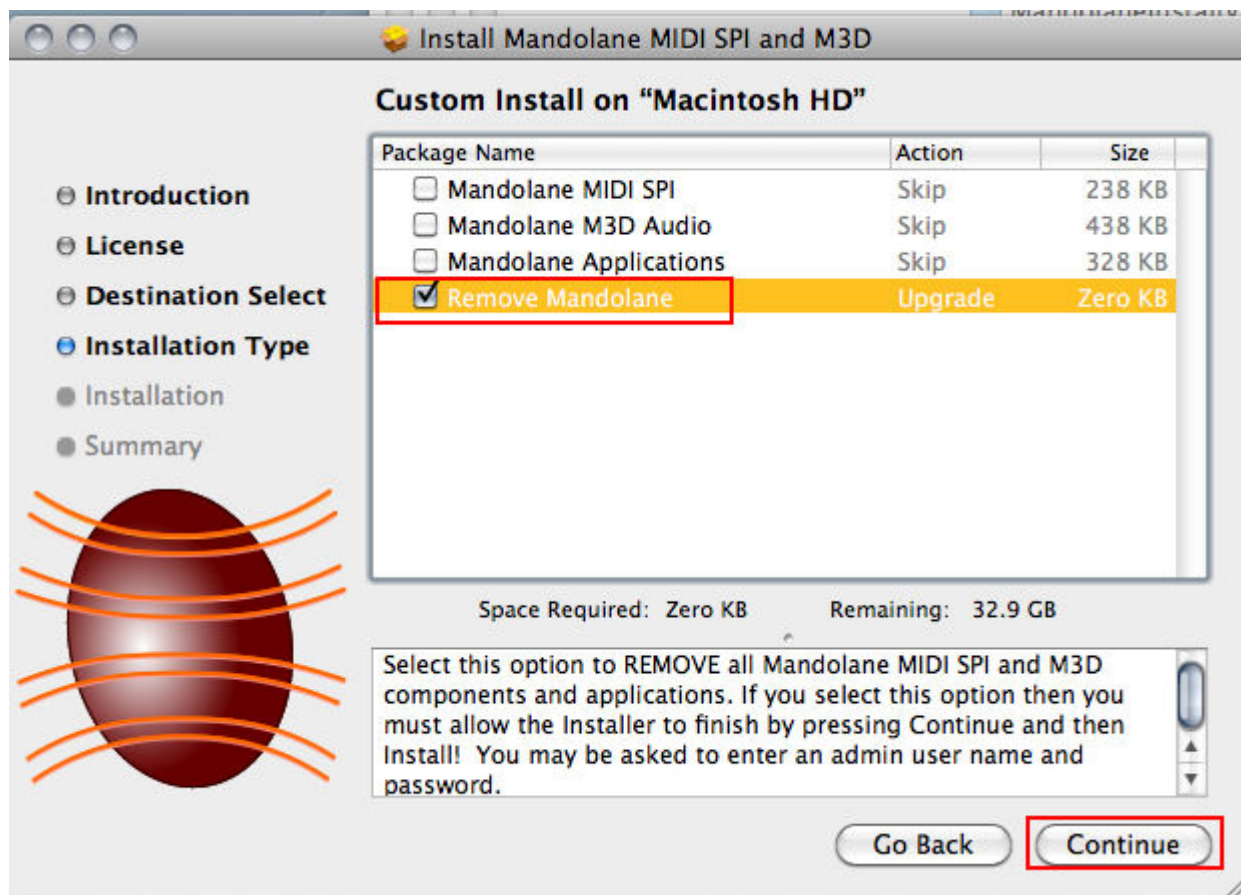 Install Mandolane MIDI SPI and M3D
Custom Install on “Macintosh HD”
Introduction
License
Destination Select
Installation Type
Installation
Summary
Package Name Action Size
Mandolane MIDI SPI Skip 238 KB
Mandolane M3D Audio Skip 438 KB
Mandolane Applications Skip 328 KB
Remove Mandolane Upgrade Zero KB
Space Required: Zero KB Remaining: 32.9 GB
Select this option to REMOVE all Mandolane MIDI SPI and M3D
components and applications. If you select this option then you
must allow the Installer to finish by pressing Continue and then
Install! You may be asked to enter an admin user name and
password.
Go Back Continue